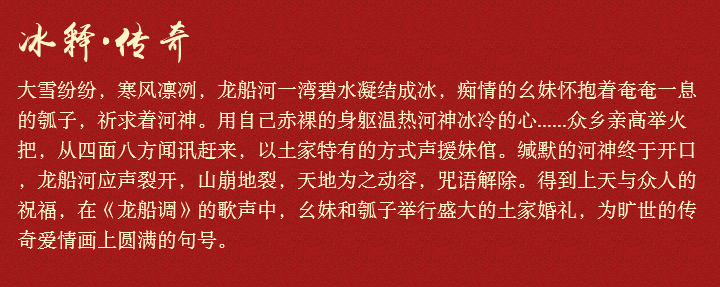 冰释·传奇
大雪纷纷，寒风凛冽，龙船河一湾碧水凝结成冰，痴情的幺妹怀抱着奄奄一息
的瓠子，祈求着河神。用自己赤裸的身躯温热河神冰冷的心......众乡亲高举火
把，从四面八方闻讯赶来，以土家特有的方式声援妹倌。缄默的河神终于开口
，龙船河应声裂开，山崩地裂，天地为之动容，咒语解除。得到上天与众人的
祝福，在《龙船调》的歌声中，幺妹和瓠子举行盛大的土家婚礼，为旷世的传
奇爱情画上圆满的句号。